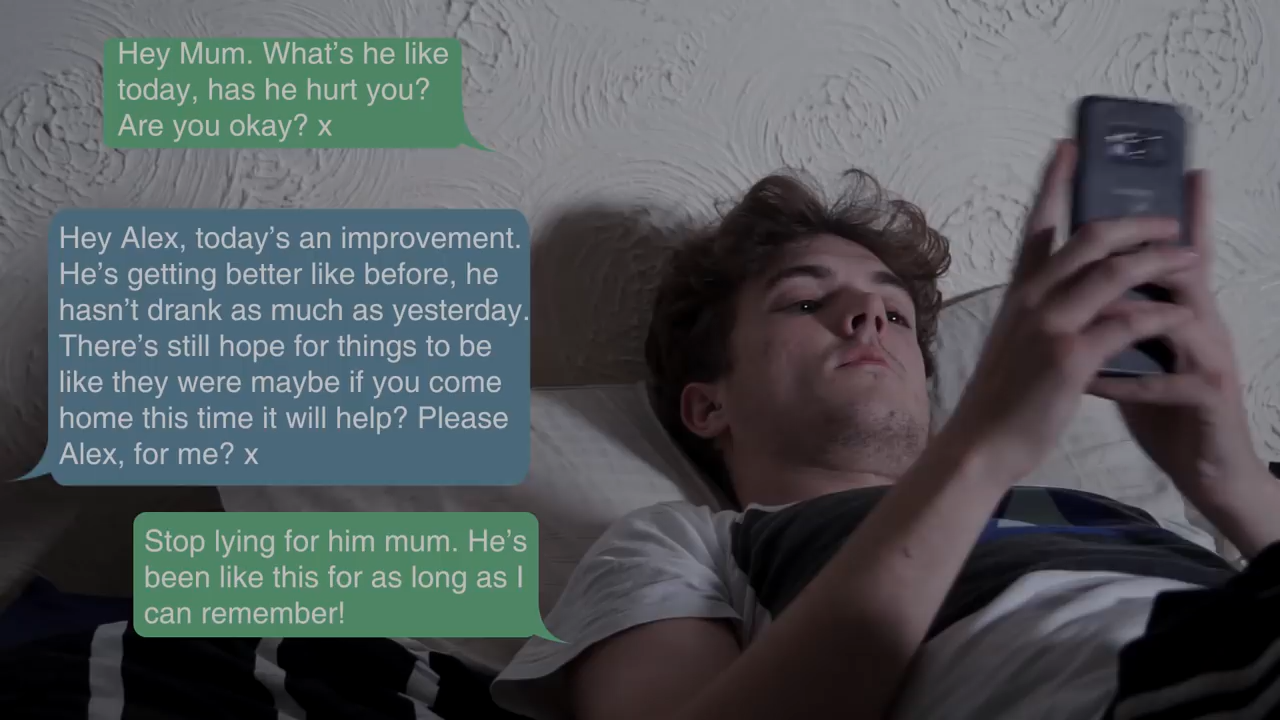 Hey Mum. What's he like
today, has he hurt you?
Are you okay? x
Hey Alex, today's an improvement.
He's getting better like before, he
hasn't drank as much as yesterday.
There's still hope for things to be
like they were maybe if you come
home this time it will help? Please
Alex, for me? x
Stop lying for him mum. He's
been like this for as long as I
can remember!